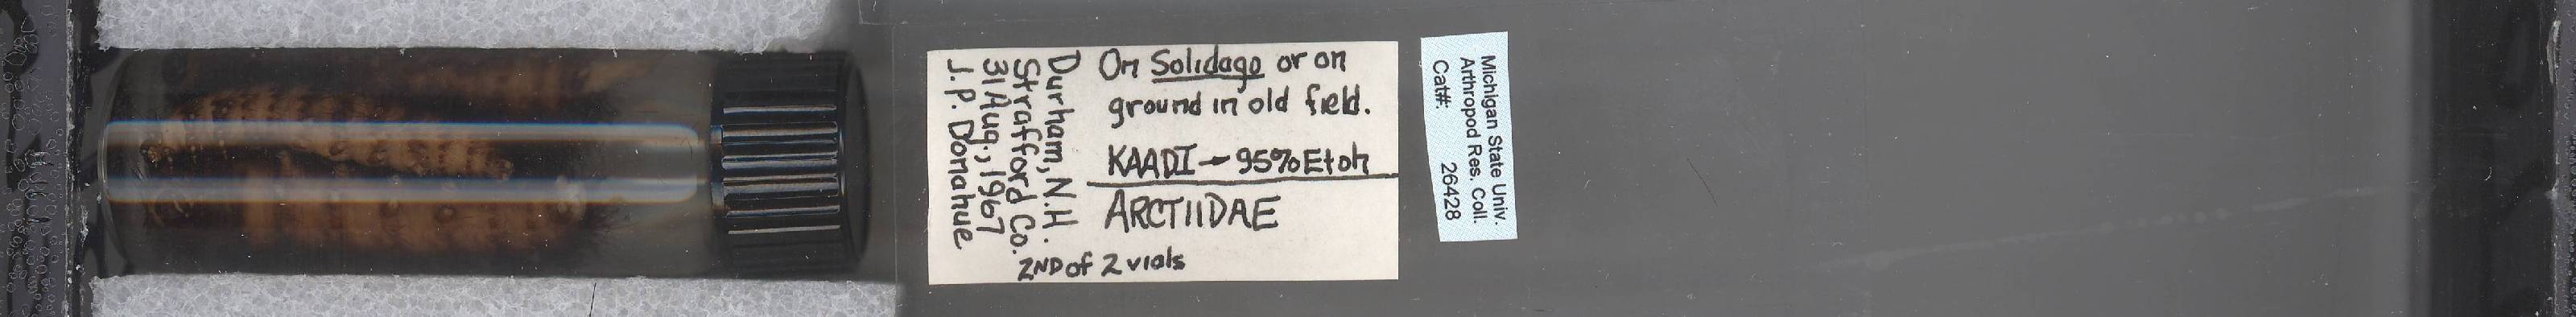 On Solidago or on
ground in old field.
KAADI → 95% Etoh
ARCTIIDAE
2ND of 2 vials
Durham, N.H.
Strafford Co.
31 Aug., 1967
J. P. Donahue
Michigan State Univ.
Arthropod Res. Coll.
Cat#: 26428